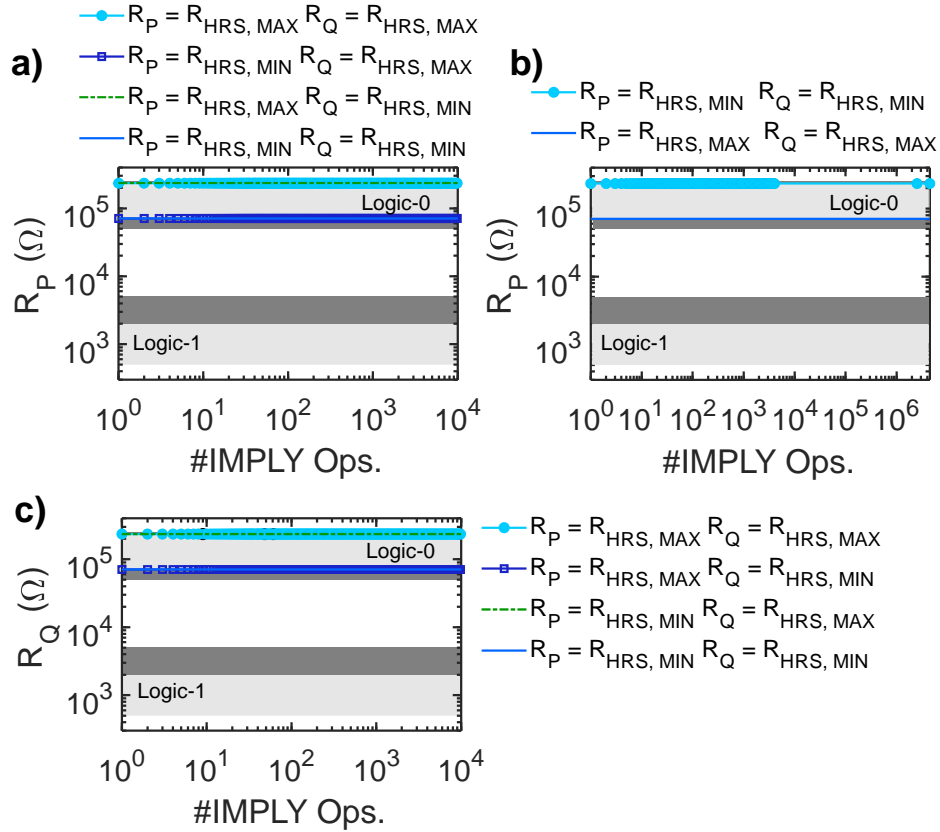 a)
R_P = R_HRS, MAX R_Q = R_HRS, MAX
R_P = R_HRS, MIN R_Q = R_HRS, MAX
R_P = R_HRS, MAX R_Q = R_HRS, MIN
R_P = R_HRS, MIN R_Q = R_HRS, MIN
R_P (Ω)
10^5
10^4
10^3
Logic-0
Logic-1
10^0 10^1 10^2 10^3 10^4
#IMPLY Ops.
b)
R_P = R_HRS, MIN R_Q = R_HRS, MIN
R_P = R_HRS, MAX R_Q = R_HRS, MAX
R_P (Ω)
10^5
10^4
10^3
Logic-0
Logic-1
10^0 10^1 10^2 10^3 10^4 10^5 10^6
#IMPLY Ops.
c)
R_Q (Ω)
10^5
10^4
10^3
Logic-0
Logic-1
10^0 10^1 10^2 10^3 10^4
#IMPLY Ops.
R_P = R_HRS, MAX R_Q = R_HRS, MAX
R_P = R_HRS, MAX R_Q = R_HRS, MIN
R_P = R_HRS, MIN R_Q = R_HRS, MAX
R_P = R_HRS, MIN R_Q = R_HRS, MIN